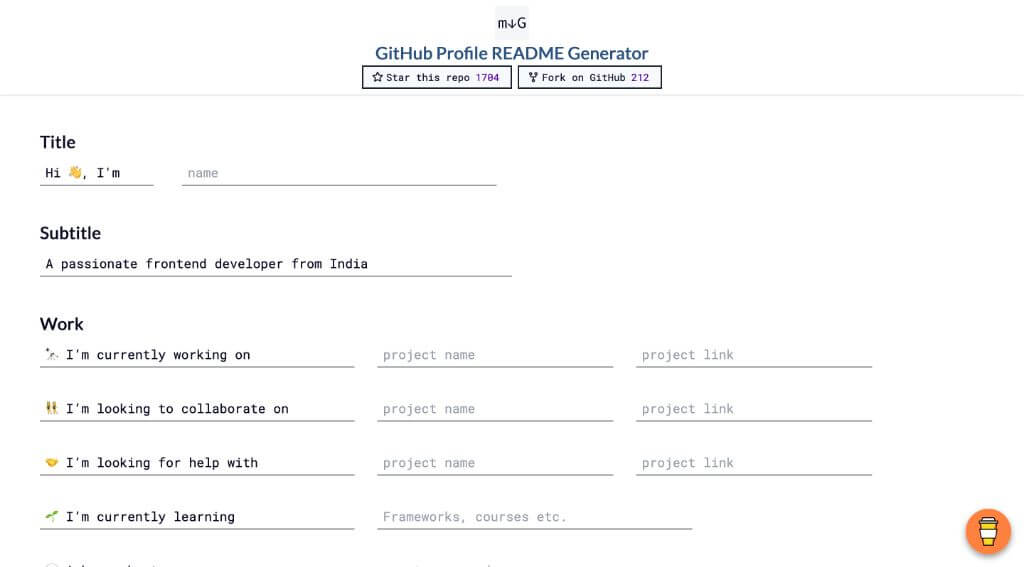 m↓G
GitHub Profile README Generator
Star this repo 1704 Fork on GitHub 212
Title
Hi 👋, I'm name
Subtitle
A passionate frontend developer from India
Work
🔭 I’m currently working on project name project link
👯 I’m looking to collaborate on project name project link
🤝 I’m looking for help with project name project link
🌱 I’m currently learning Frameworks, courses etc.